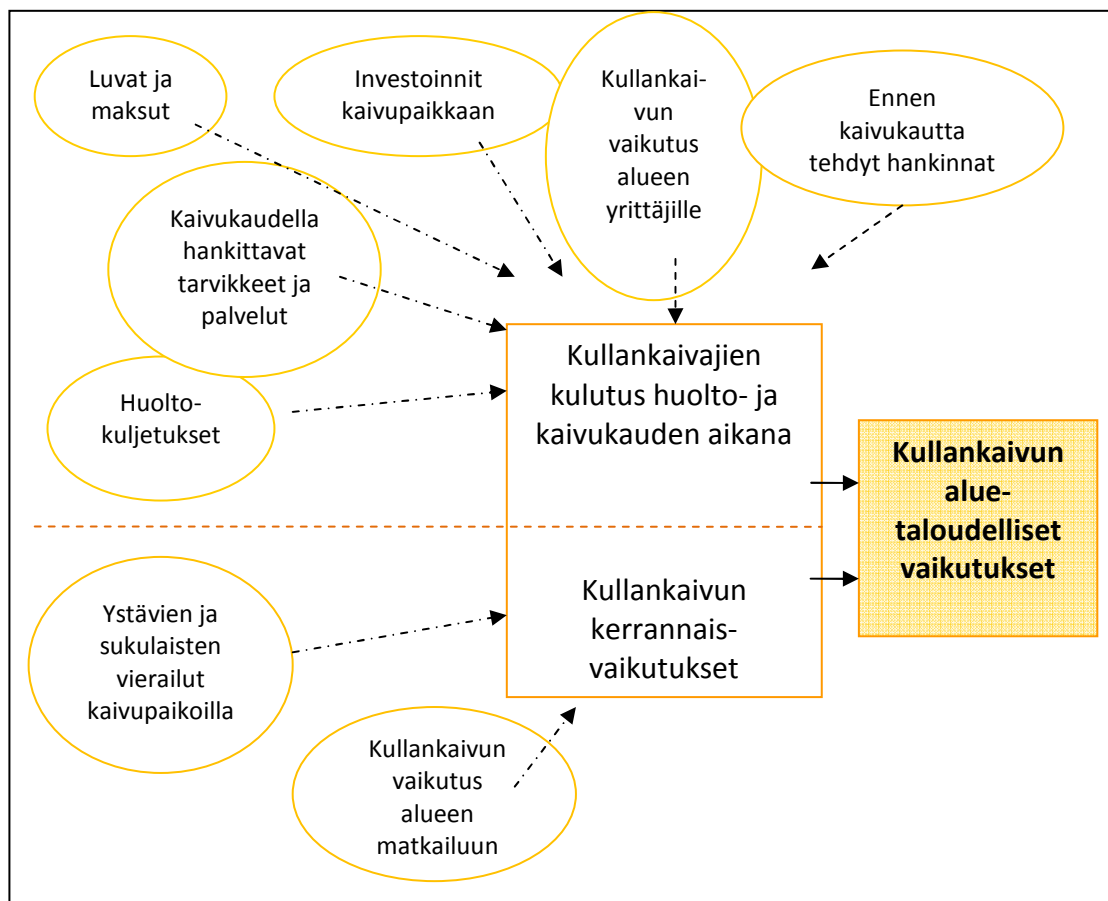 Luvat ja
maksut
Investoinnit
kaivupaikkaan
Kullankai-
vun
vaikutus
alueen
yrittäjille
Ennen
kaivukautta
tehdyt hankinnat
Kaivukaudella
hankittavat
tarvikkeet ja
palvelut
Huolto-
kuljetukset
Kullankaivajien
kulutus huolto- ja
kaivukauden aikana
Kullankaivun
alue-
taloudelliset
vaikutukset
Ystävien ja
sukulaisten
vierailut
kaivupaikoilla
Kullankaivun
kerrannais-
vaikutukset
Kullankaivun
vaikutus
alueen
matkailuun